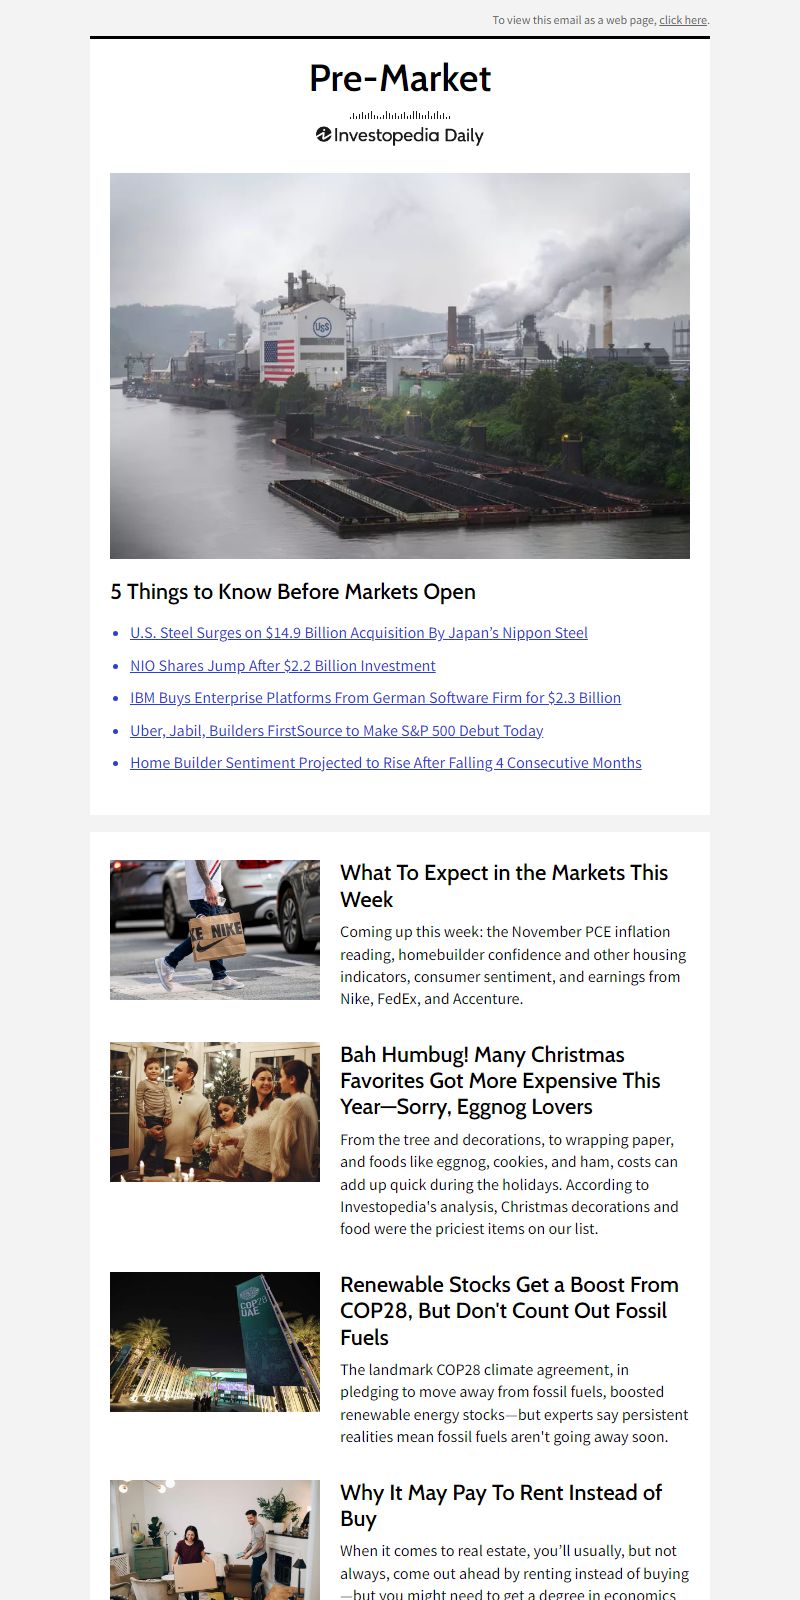 To view this email as a web page, click here.
Pre-Market
Investopedia Daily
USS
5 Things to Know Before Markets Open
U.S. Steel Surges on $14.9 Billion Acquisition By Japan’s Nippon Steel
NIO Shares Jump After $2.2 Billion Investment
IBM Buys Enterprise Platforms From German Software Firm for $2.3 Billion
Uber, Jabil, Builders FirstSource to Make S&P 500 Debut Today
Home Builder Sentiment Projected to Rise After Falling 4 Consecutive Months
KE NIKE
What To Expect in the Markets This
Week
Coming up this week: the November PCE inflation
reading, homebuilder confidence and other housing
indicators, consumer sentiment, and earnings from
Nike, FedEx, and Accenture.
Bah Humbug! Many Christmas
Favorites Got More Expensive This
Year—Sorry, Eggnog Lovers
From the tree and decorations, to wrapping paper,
and foods like eggnog, cookies, and ham, costs can
add up quick during the holidays. According to
Investopedia's analysis, Christmas decorations and
food were the priciest items on our list.
COP28
UAE
Renewable Stocks Get a Boost From
COP28, But Don't Count Out Fossil
Fuels
The landmark COP28 climate agreement, in
pledging to move away from fossil fuels, boosted
renewable energy stocks—but experts say persistent
realities mean fossil fuels aren't going away soon.
Why It May Pay To Rent Instead of
Buy
When it comes to real estate, you’ll usually, but not
always, come out ahead by renting instead of buying
—but you might need to get a degree in economics